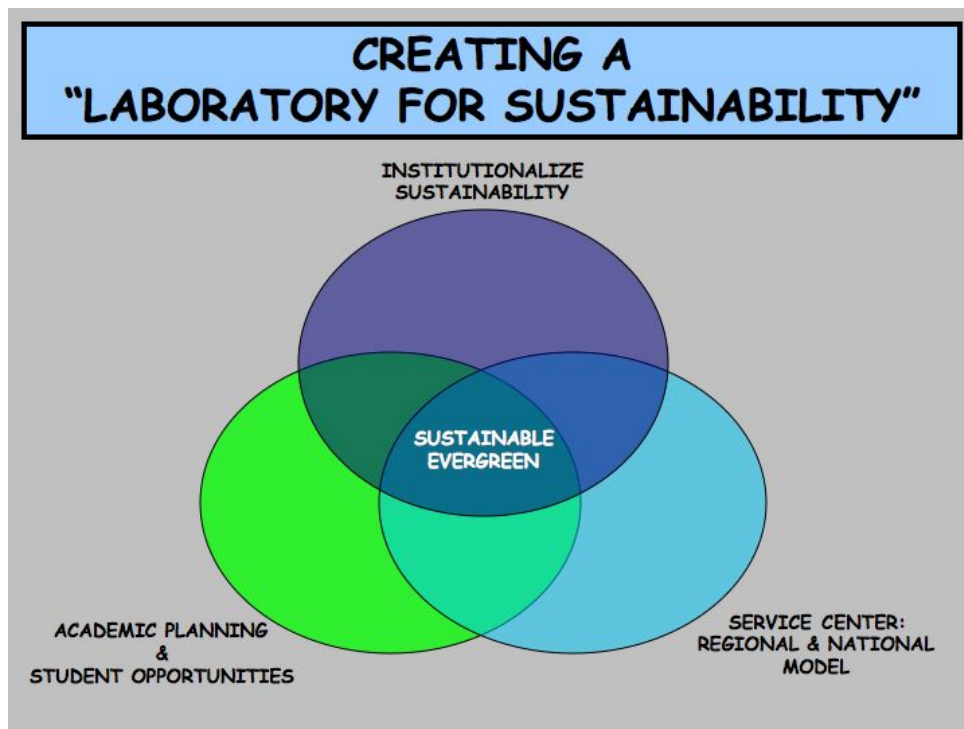 CREATING A
“LABORATORY FOR SUSTAINABILITY”
INSTITUTIONALIZE
SUSTAINABILITY
SUSTAINABLE
EVERGREEN
ACADEMIC PLANNING
&
STUDENT OPPORTUNITIES
SERVICE CENTER:
REGIONAL & NATIONAL
MODEL